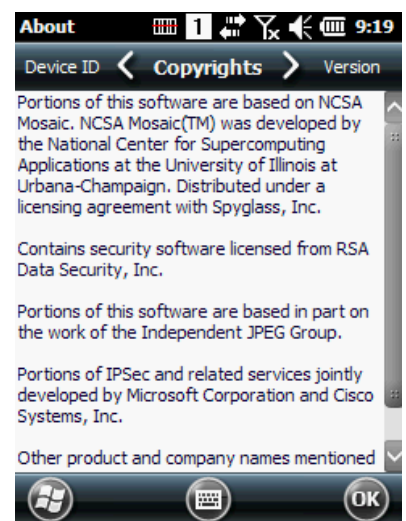 About 1 9:19
Device ID Copyrights Version
Portions of this software are based on NCSA
Mosaic. NCSA Mosaic(TM) was developed by
the National Center for Supercomputing
Applications at the University of Illinois at
Urbana-Champaign. Distributed under a
licensing agreement with Spyglass, Inc.
Contains security software licensed from RSA
Data Security, Inc.
Portions of this software are based in part on
the work of the Independent JPEG Group.
Portions of IPSec and related services jointly
developed by Microsoft Corporation and Cisco
Systems, Inc.
Other product and company names mentioned
OK